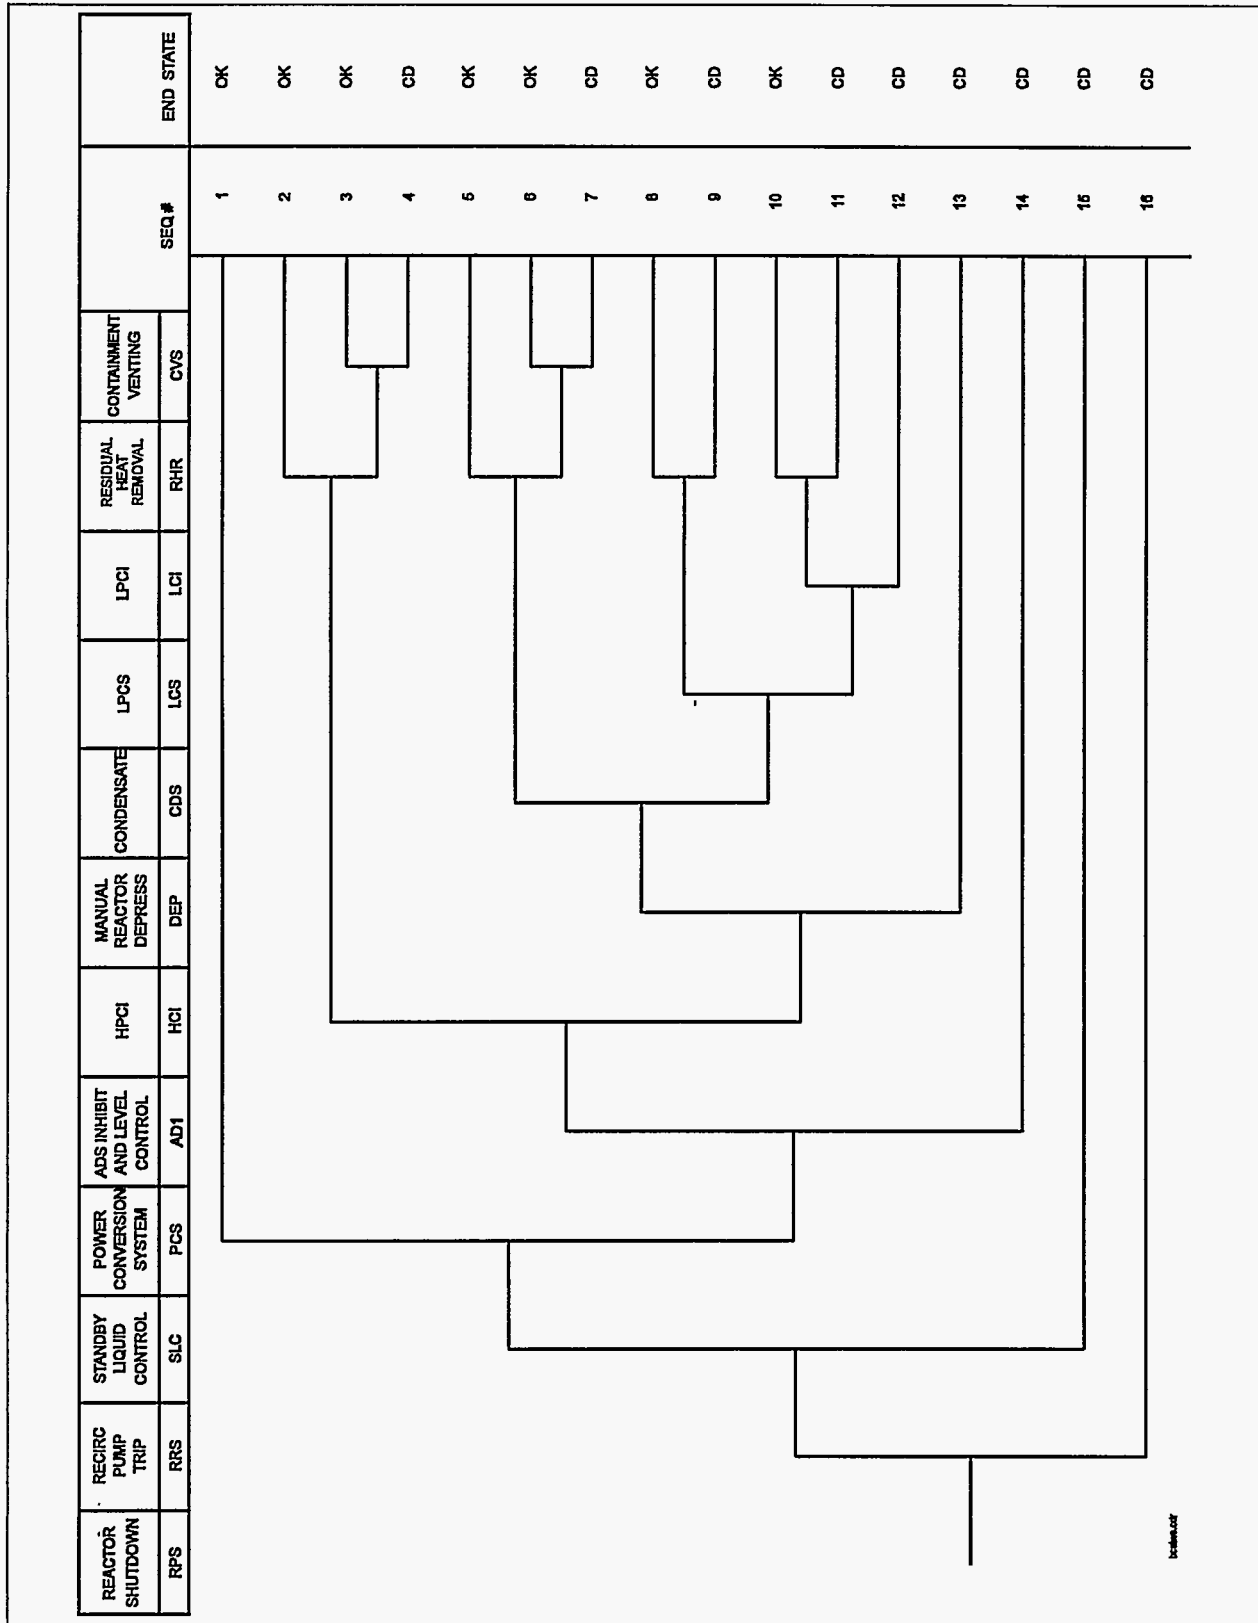 REACTOR
SHUTDOWN
RPS
RECIRC
PUMP
TRIP
RRS
STANDBY
LIQUID
CONTROL
SLC
POWER
CONVERSION
SYSTEM
PCS
ADS INHIBIT
AND LEVEL
CONTROL
AD1
HPCI
HCI
MANUAL
REACTOR
DEPRESS
DEP
CONDENSATE
CDS
LPCS
LCS
LPCI
LCI
RESIDUAL
HEAT
REMOVAL
RHR
CONTAINMENT
VENTING
CVS
SEQ #
END STATE
1 OK
2 OK
3 OK
4 CD
5 OK
6 OK
7 CD
8 OK
9 CD
10 OK
11 CD
12 CD
13 CD
14 CD
15 CD
16 CD